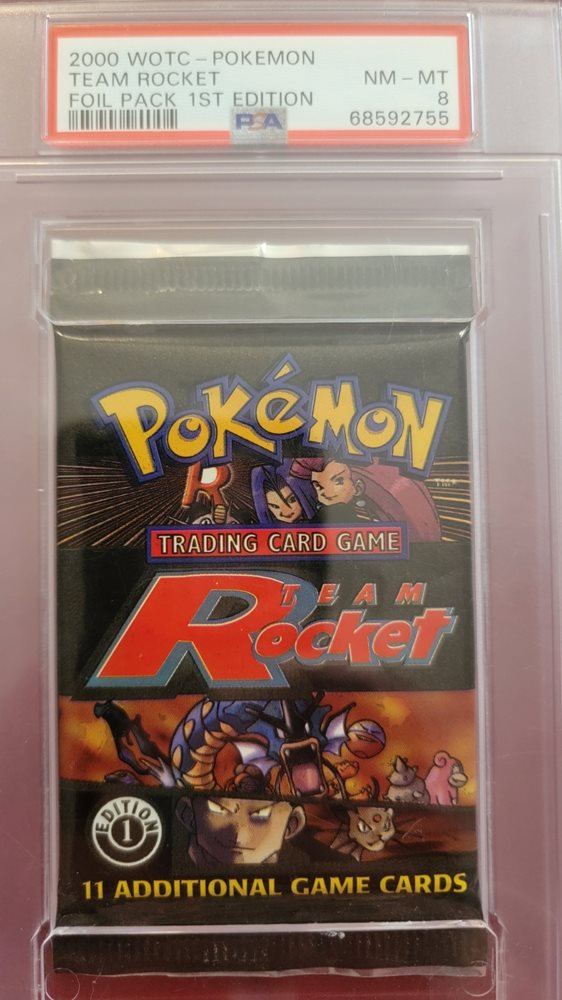 2000 WOTC - POKEMON
TEAM ROCKET NM - MT
FOIL PACK 1ST EDITION 8
PSA 68592755
POKéMON
R
TM
TRADING CARD GAME
TEAM
Rocket
EDITION
1
11 ADDITIONAL GAME CARDS